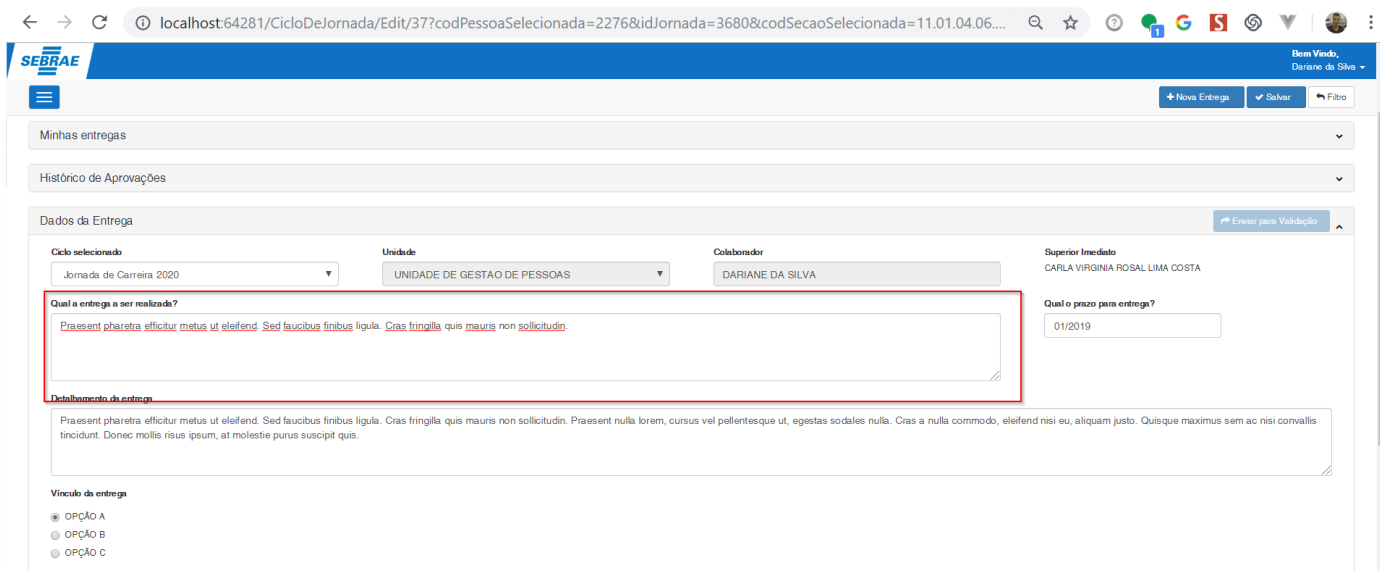 localhost:64281/CicloDeJornada/Edit/37?codPessoaSelecionada=2276&idJornada=3680&codSecaoSelecionada=11.01.04.06....
1
SEBRAE
Bem Vindo,
Dariane da Silva
Nova Entrega
Salvar
Filtro
Minhas entregas
Histórico de Aprovações
Dados da Entrega
Enviar para Validação
Ciclo selecionado
Unidade
Colaborador
Superior Imediato
Jornada de Carreira 2020
UNIDADE DE GESTAO DE PESSOAS
DARIANE DA SILVA
CARLA VIRGINIA ROSAL LIMA COSTA
Qual a entrega a ser realizada?
Qual o prazo para entrega?
Praesent pharetra efficitur metus ut eleifend. Sed faucibus finibus ligula. Cras fringilla quis mauris non sollicitudin.
01/2019
Detalhamento da entrega
Praesent pharetra efficitur metus ut eleifend. Sed faucibus finibus ligula. Cras fringilla quis mauris non sollicitudin. Praesent nulla lorem, cursus vel pellentesque ut, egestas sodales nulla. Cras a nulla commodo, eleifend nisi eu, aliquam justo. Quisque maximus sem ac nisi convallis
tincidunt. Donec mollis risus ipsum, at molestie purus suscipit quis.
Vínculo da entrega
OPÇÃO A
OPÇÃO B
OPÇÃO C